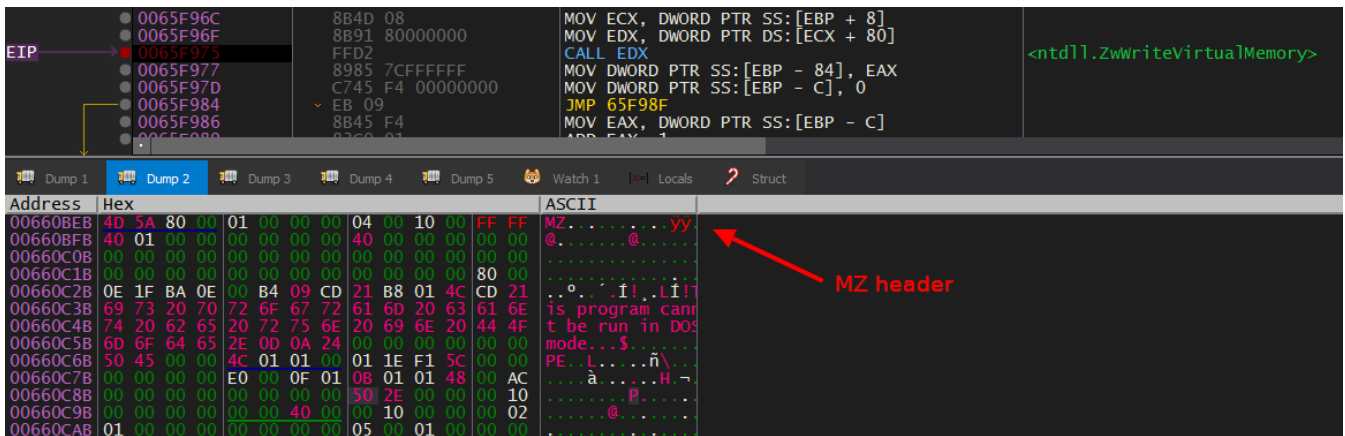 0065F96C 8B4D 08 MOV ECX, DWORD PTR SS:[EBP + 8]
0065F96F 8B91 80000000 MOV EDX, DWORD PTR DS:[ECX + 80]
EIP 0065F975 FFD2 CALL EDX <ntdll.ZwWriteVirtualMemory>
0065F977 8985 7CFFFFFF MOV DWORD PTR SS:[EBP - 84], EAX
0065F97D C745 F4 00000000 MOV DWORD PTR SS:[EBP - C], 0
0065F984 EB 09 JMP 65F98F
0065F986 8B45 F4 MOV EAX, DWORD PTR SS:[EBP - C]
Dump 1 Dump 2 Dump 3 Dump 4 Dump 5 Watch 1 [x=] Locals Struct
Address Hex ASCII
00660BEB 4D 5A 80 00 01 00 00 00 04 00 10 00 FF FF MZ..........ÿÿ
00660BFB 40 01 00 00 00 00 00 00 40 00 00 00 00 00 @.......@.....
00660C0B 00 00 00 00 00 00 00 00 00 00 00 00 00 00 ..............
00660C1B 00 00 00 00 00 00 00 00 00 00 00 00 80 00 ..............
00660C2B 0E 1F BA 0E 00 B4 09 CD 21 B8 01 4C CD 21 ..º..´.Í!¸.LÍ!T
00660C3B 69 73 20 70 72 6F 67 72 61 6D 20 63 61 6E is program cann
00660C4B 74 20 62 65 20 72 75 6E 20 69 6E 20 44 4F t be run in DOS
00660C5B 6D 6F 64 65 2E 0D 0A 24 00 00 00 00 00 00 mode...$......
00660C6B 50 45 00 00 4C 01 01 00 01 1E F1 5C 00 00 PE..L.....ñ\..
00660C7B 00 00 00 00 E0 00 0F 01 0B 01 01 48 00 AC ....à......H.¬
00660C8B 00 00 00 00 00 00 00 00 50 2E 00 00 00 10 ........P.....
00660C9B 00 00 00 00 00 00 40 00 00 10 00 00 00 02 ......@.......
00660CAB 01 00 00 00 00 00 00 00 05 00 01 00 00 00 ..............
MZ header